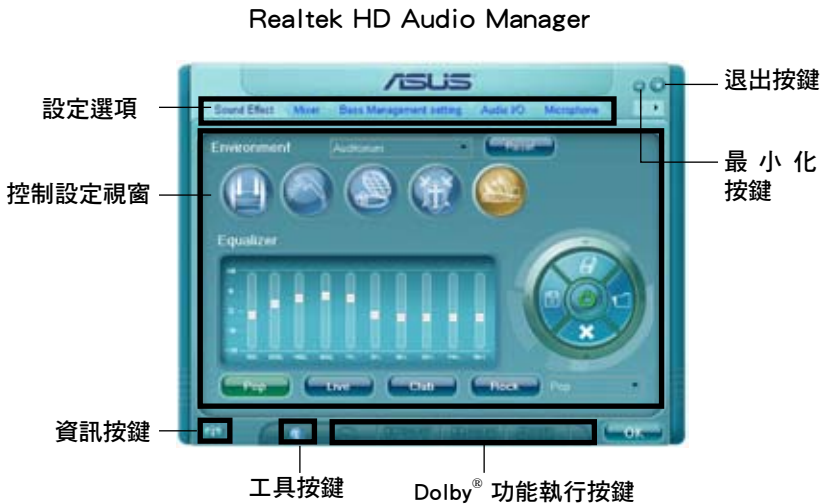 Realtek HD Audio Manager
ASUS
退出按鍵
設定選項
Sound Effect Mixer Bass Management setting Audio I/O Microphone
最小化
按鍵
Environment Auditorium Reset
控制設定視窗
Equalizer
Pop Live Club Rock Pop
資訊按鍵
OK
工具按鍵
Dolby® 功能執行按鍵